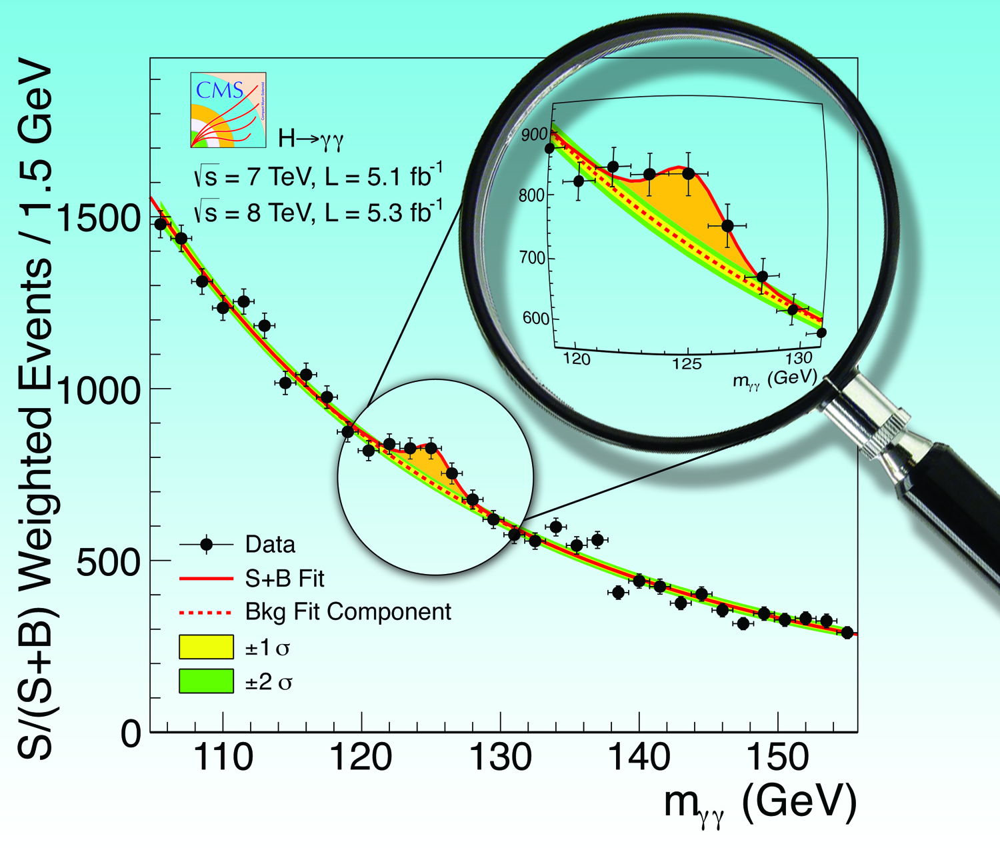 S/(S+B) Weighted Events / 1.5 GeV
CMS
Compact Muon Solenoid
H→γγ
√s = 7 TeV, L = 5.1 fb⁻¹
√s = 8 TeV, L = 5.3 fb⁻¹
1500
1000
500
0
900
800
700
600
120 125 130
mγγ (GeV)
Data
S+B Fit
Bkg Fit Component
±1 σ
±2 σ
110 120 130 140 150
mγγ (GeV)